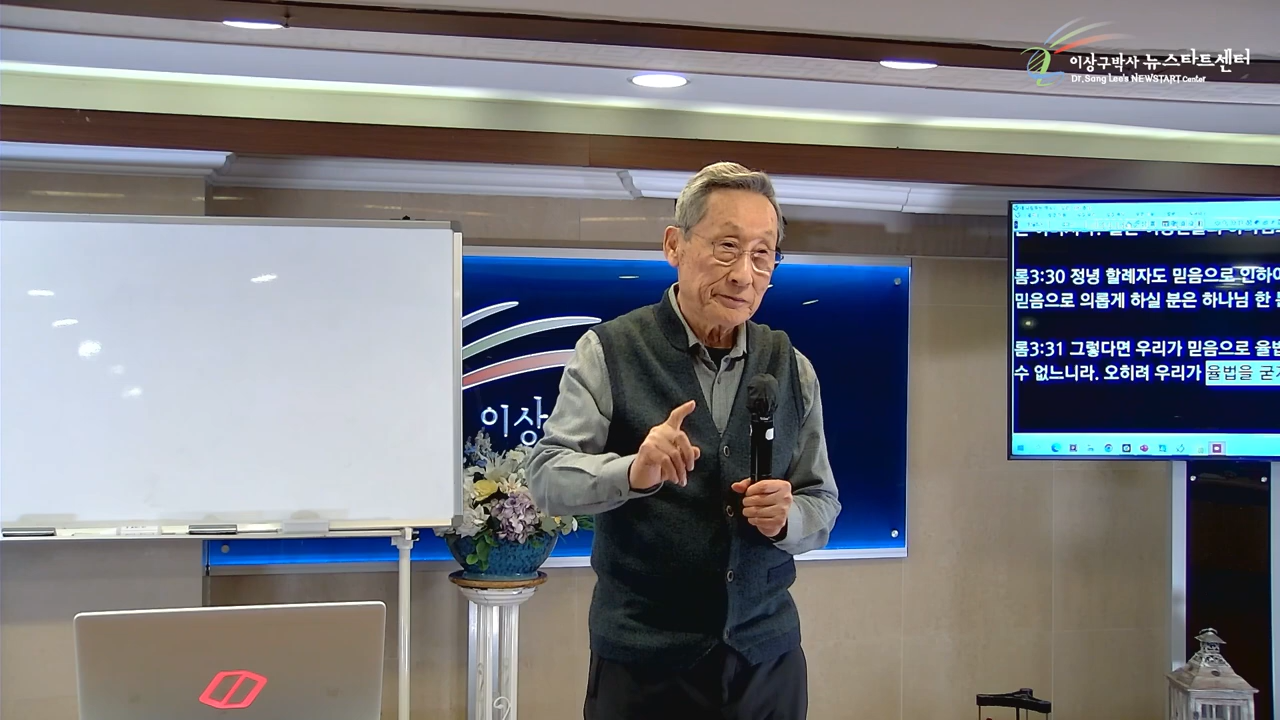 이상구박사 뉴스타트센터
Dr. Sang Lee's NEWSTART Center
롬3:30 정녕 할례자도 믿음으로 인하여
믿음으로 의롭게 하실 분은 하나님 한
롬3:31 그렇다면 우리가 믿음으로 율법
수 없느니라. 오히려 우리가 율법을 굳
이상